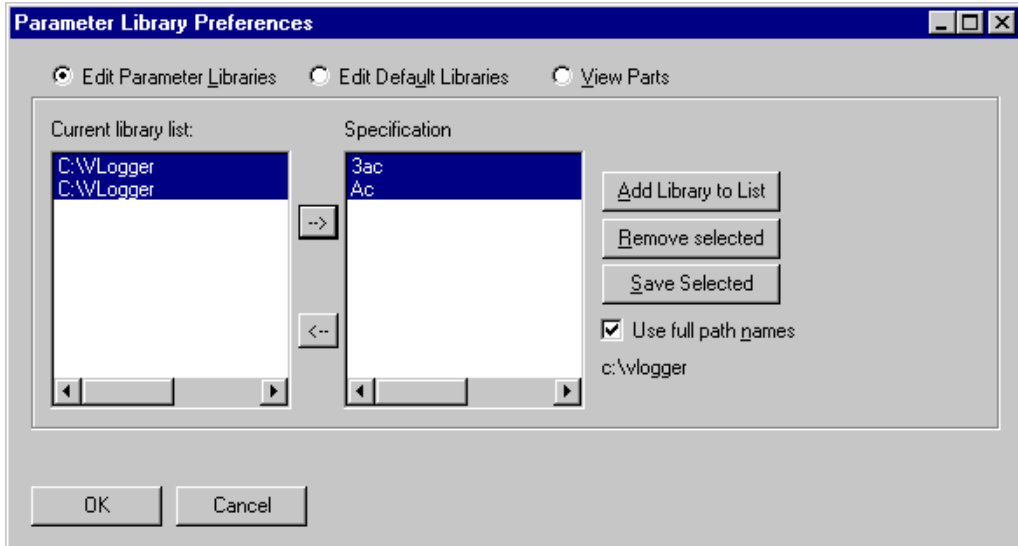 Parameter Library Preferences
Edit Parameter Libraries Edit Default Libraries View Parts
Current library list: Specification
C:\VLogger 3ac
C:\VLogger Ac
Add Library to List
-->
Remove selected
Save Selected
<-- Use full path names
c:\vlogger
OK Cancel